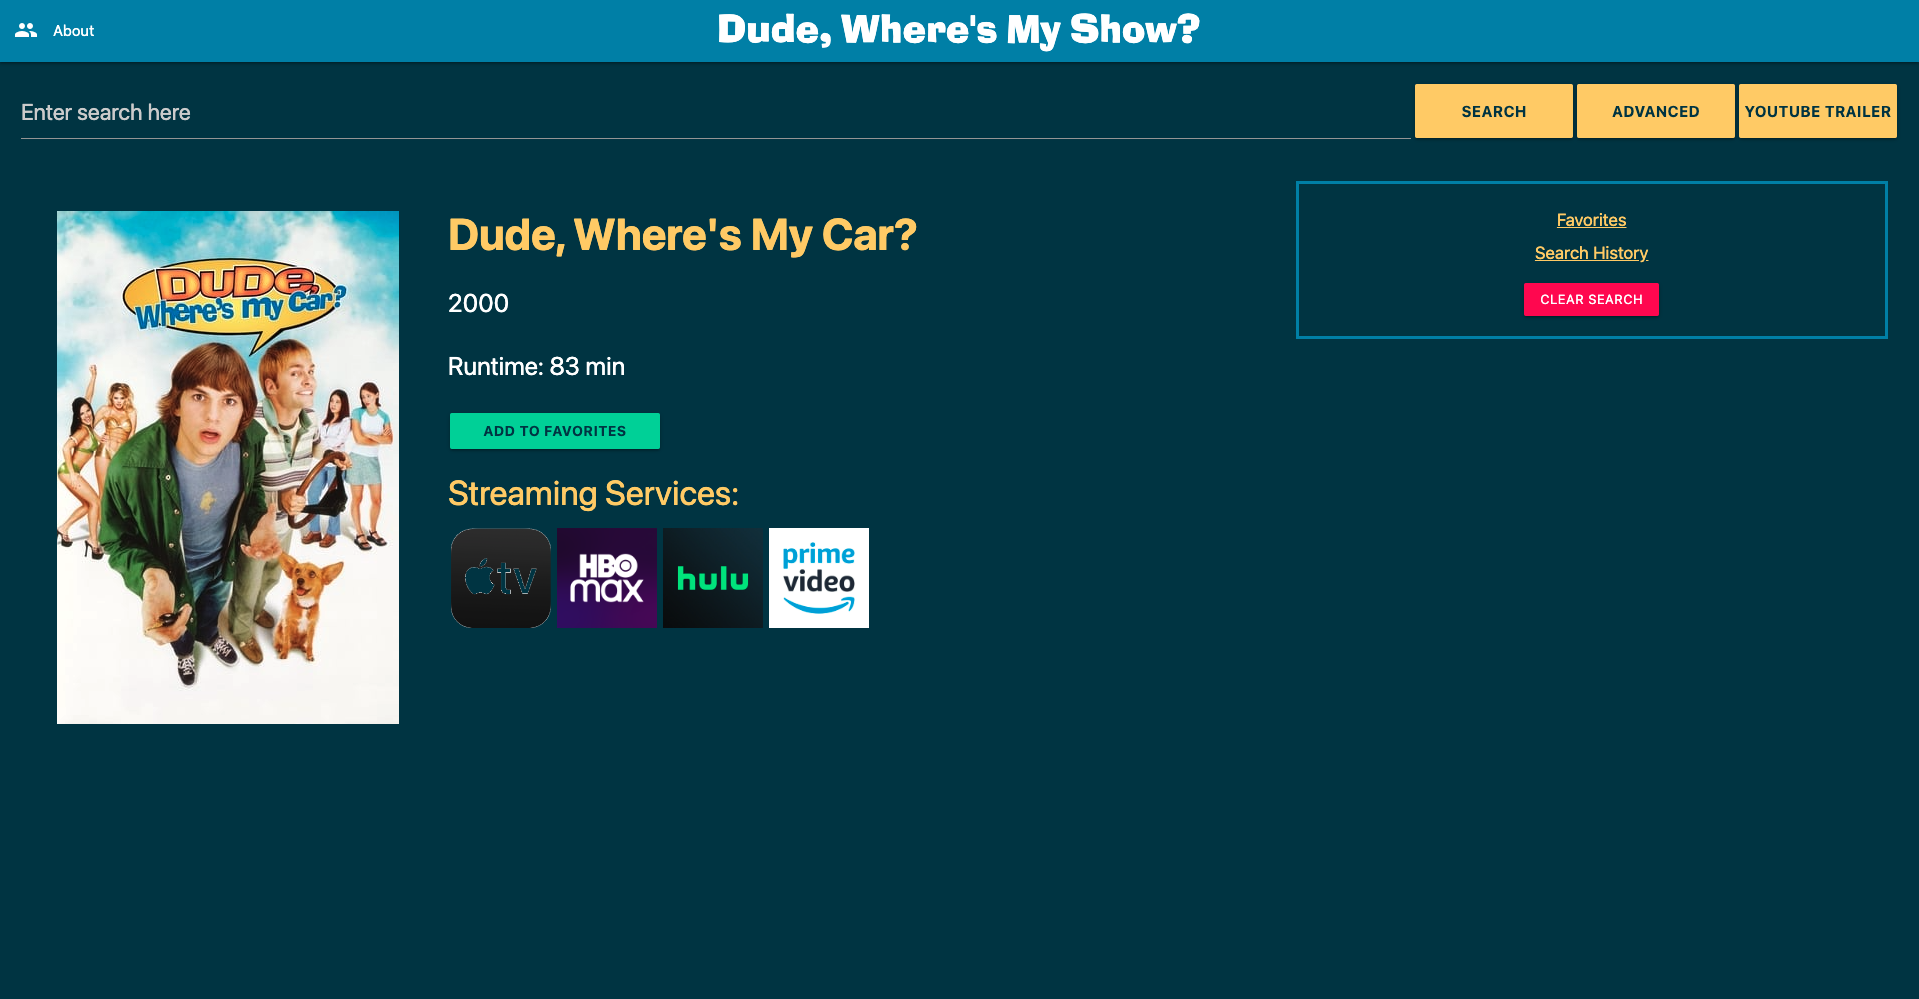 About
Dude, Where's My Show?
Enter search here
SEARCH
ADVANCED
YOUTUBE TRAILER
DUDE,
Where's my Car?
Dude, Where's My Car?
2000
Runtime: 83 min
ADD TO FAVORITES
Streaming Services:
tv
HBO
max
hulu
prime
video
Favorites
Search History
CLEAR SEARCH